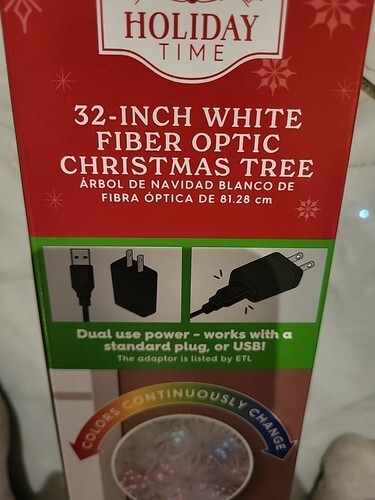 HOLIDAY
TIME
32-INCH WHITE
FIBER OPTIC
CHRISTMAS TREE
ÁRBOL DE NAVIDAD BLANCO DE
FIBRA ÓPTICA DE 81.28 cm
Dual use power – works with a
standard plug, or USB!
The adaptor is listed by ETL
COLORS CONTINUOUSLY CHANGE